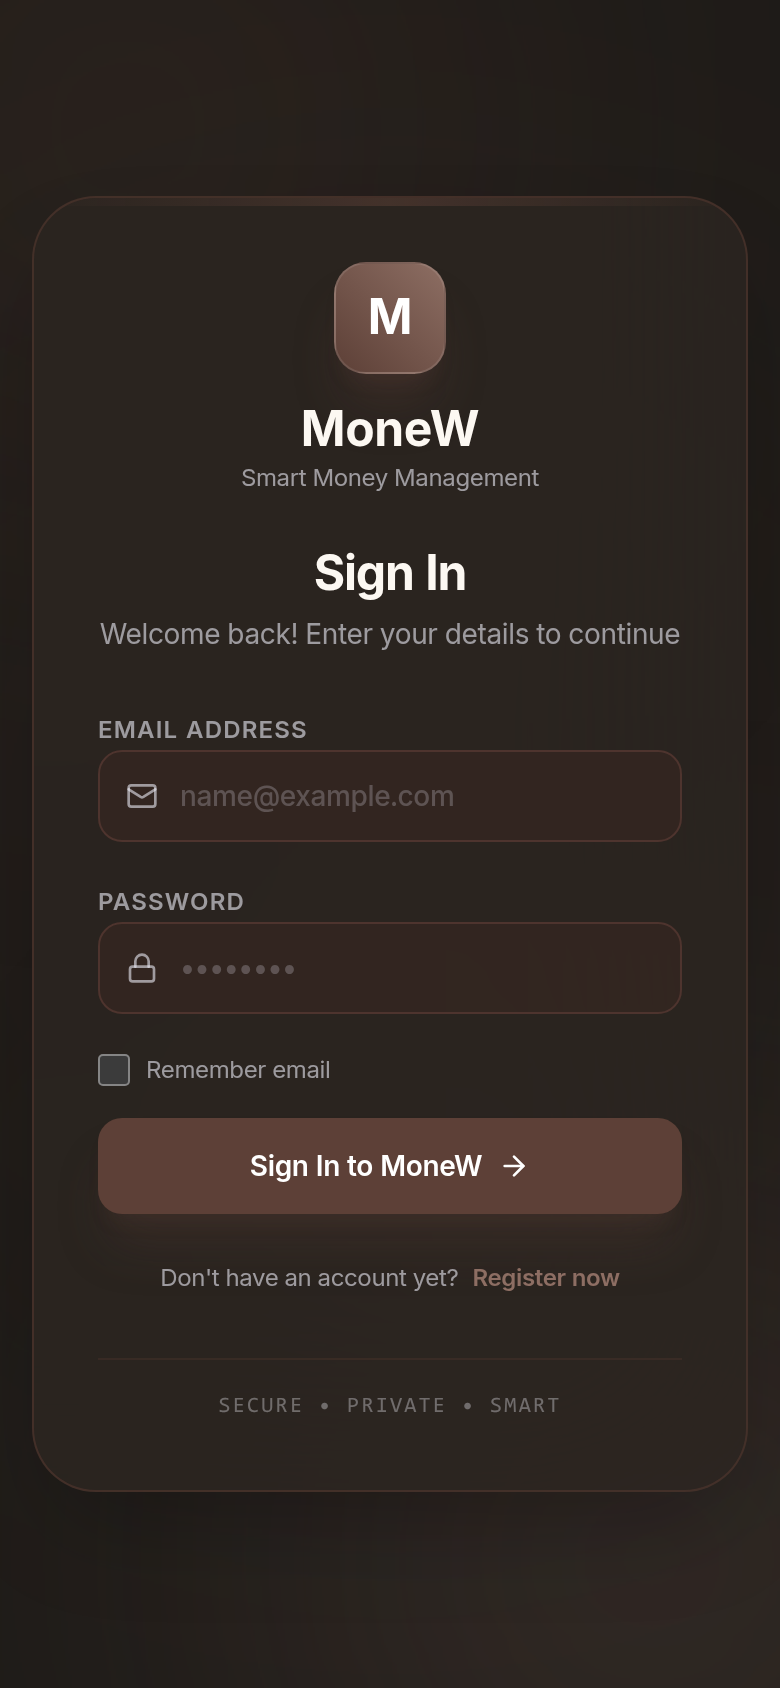 M
MoneW
Smart Money Management
Sign In
Welcome back! Enter your details to continue
EMAIL ADDRESS
name@example.com
PASSWORD
••••••••
Remember email
Sign In to MoneW →
Don't have an account yet? Register now
SECURE • PRIVATE • SMART